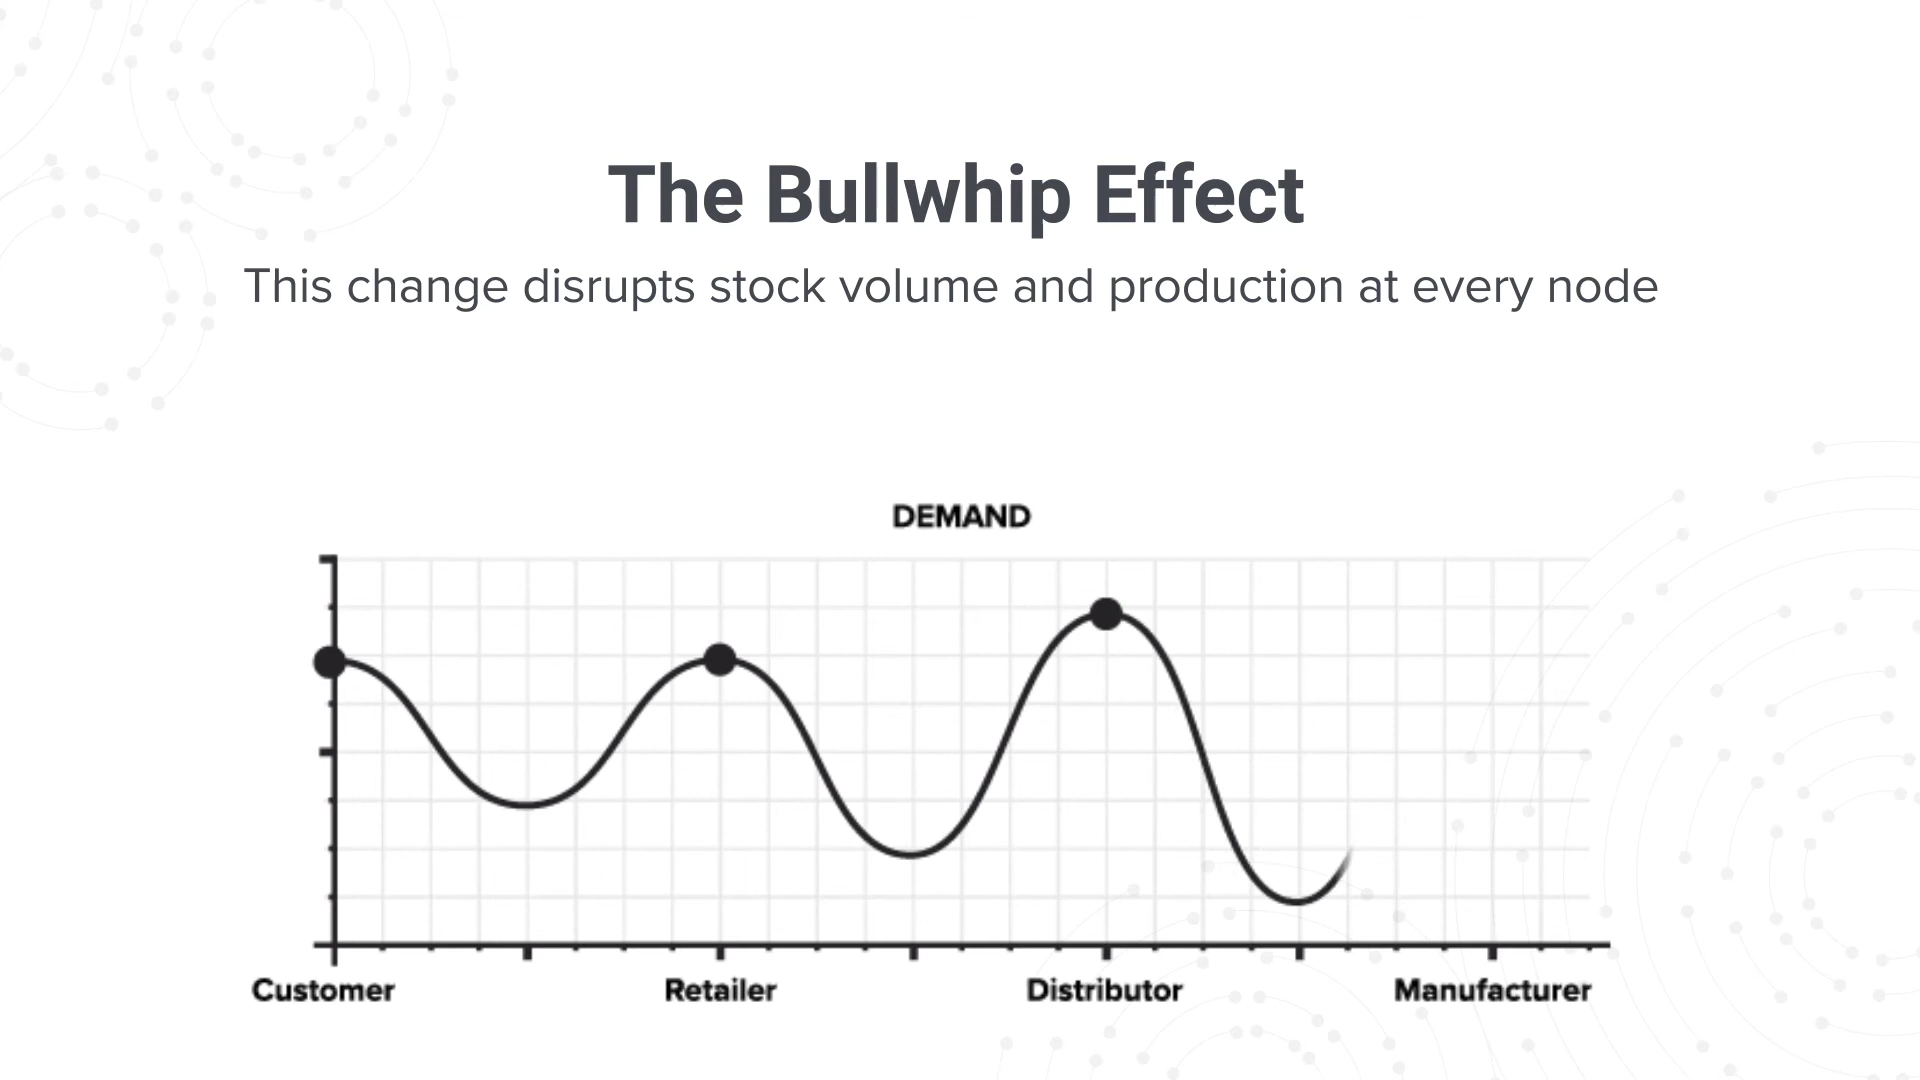 The Bullwhip Effect
This change disrupts stock volume and production at every node
DEMAND
Customer Retailer Distributor Manufacturer